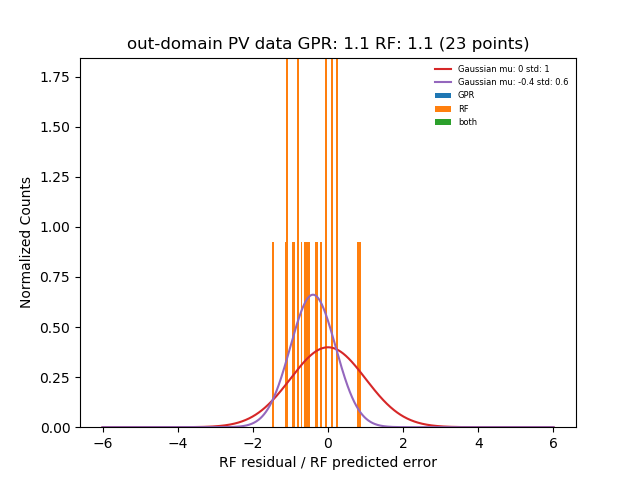 out-domain PV data GPR: 1.1 RF: 1.1 (23 points)
Gaussian mu: 0 std: 1
Gaussian mu: -0.4 std: 0.6
GPR
RF
both
Normalized Counts
1.75
1.50
1.25
1.00
0.75
0.50
0.25
0.00
−6 −4 −2 0 2 4 6
RF residual / RF predicted error